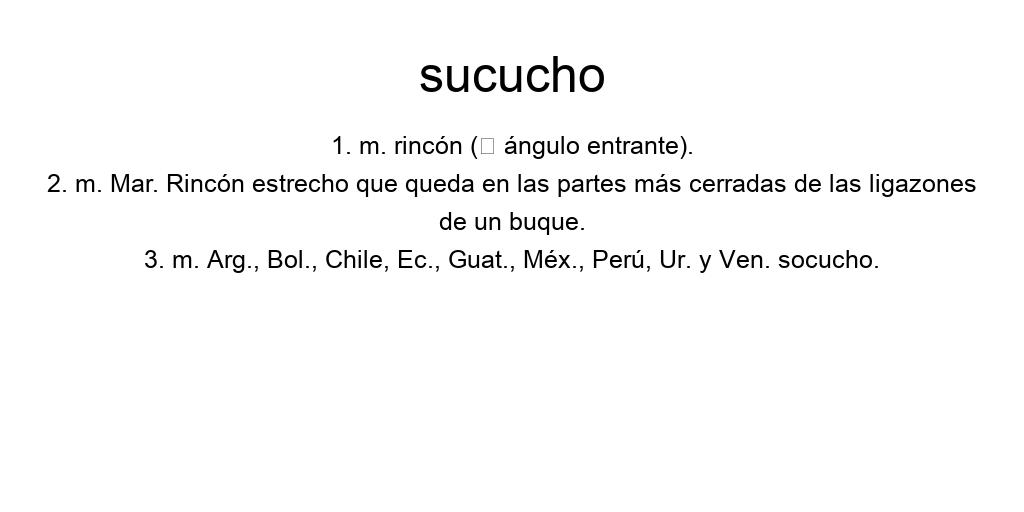 sucucho
1. m. rincón (□ ángulo entrante).
2. m. Mar. Rincón estrecho que queda en las partes más cerradas de las ligazones
de un buque.
3. m. Arg., Bol., Chile, Ec., Guat., Méx., Perú, Ur. y Ven. socucho.